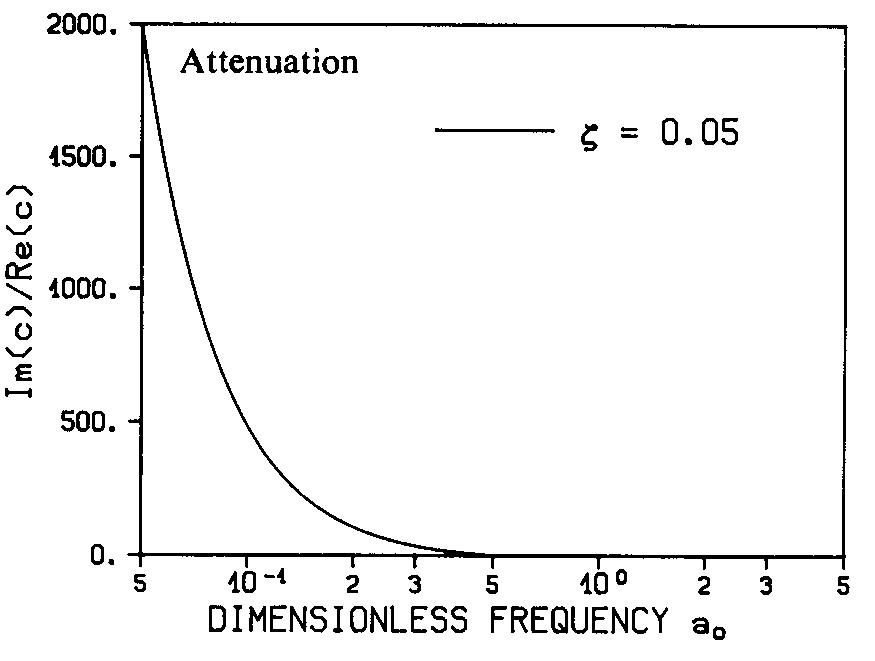 2000.
Attenuation
ζ = 0.05
1500.
Im(c)/Re(c)
1000.
500.
0.
5 10⁻¹ 2 3 5 10⁰ 2 3 5
DIMENSIONLESS FREQUENCY a₀